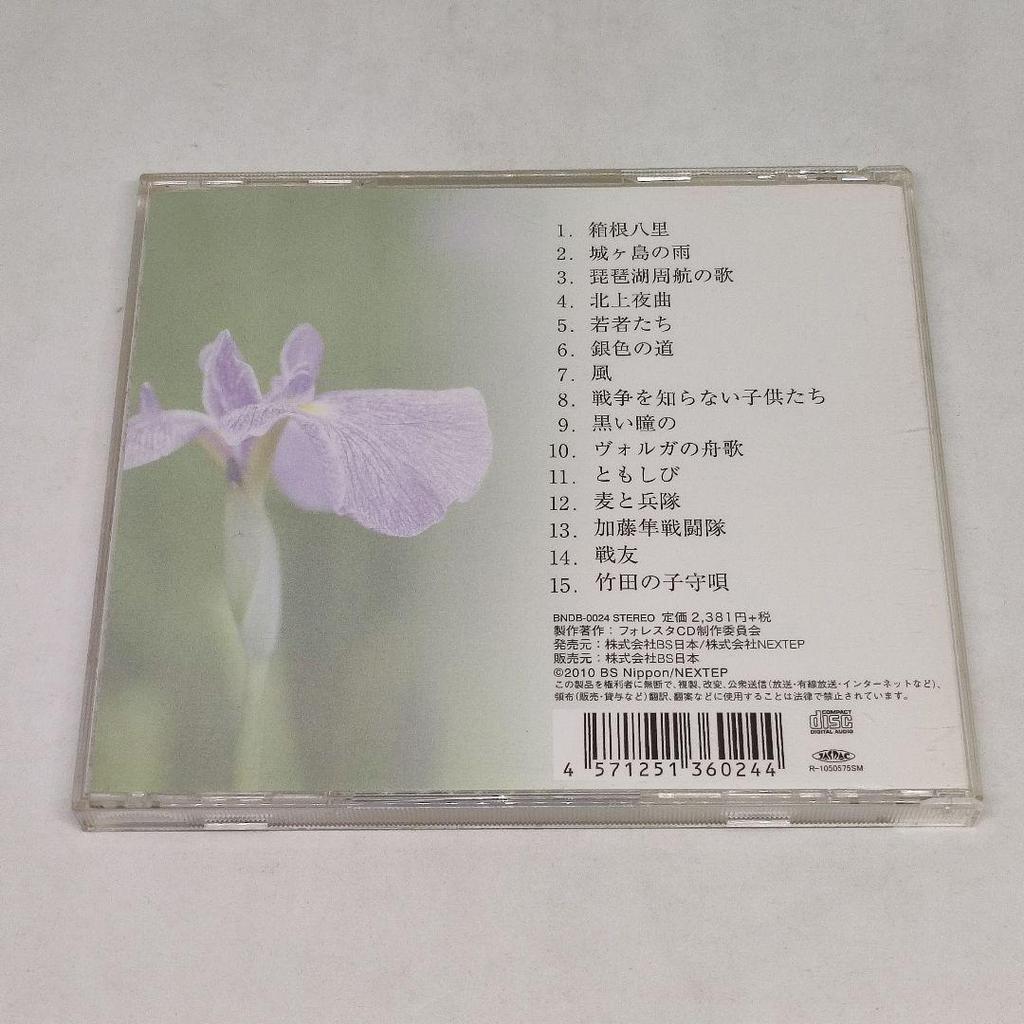 1. 箱根八里
2. 城ヶ島の雨
3. 琵琶湖周航の歌
4. 北上夜曲
5. 若者たち
6. 銀色の道
7. 風
8. 戦争を知らない子供たち
9. 黒い瞳の
10. ヴォルガの舟歌
11. ともしび
12. 麦と兵隊
13. 加藤隼戦闘隊
14. 戦友
15. 竹田の子守唄
BNDB-0024 STEREO 定価 2,381円+税
製作著作：フォレスタCD制作委員会
発売元：株式会社BS日本/株式会社NEXTEP
販売元：株式会社BS日本
©2010 BS Nippon/NEXTEP
この製品を権利者に無断で、複製、改変、公衆送信(放送・有線放送・インターネットなど)、
頒布(販売・貸与など)翻訳、翻案などに使用することは法律で禁止されています。
COMPACT
disc
DIGITAL AUDIO
JASRAC
R-1050575SM
4 571251 360244